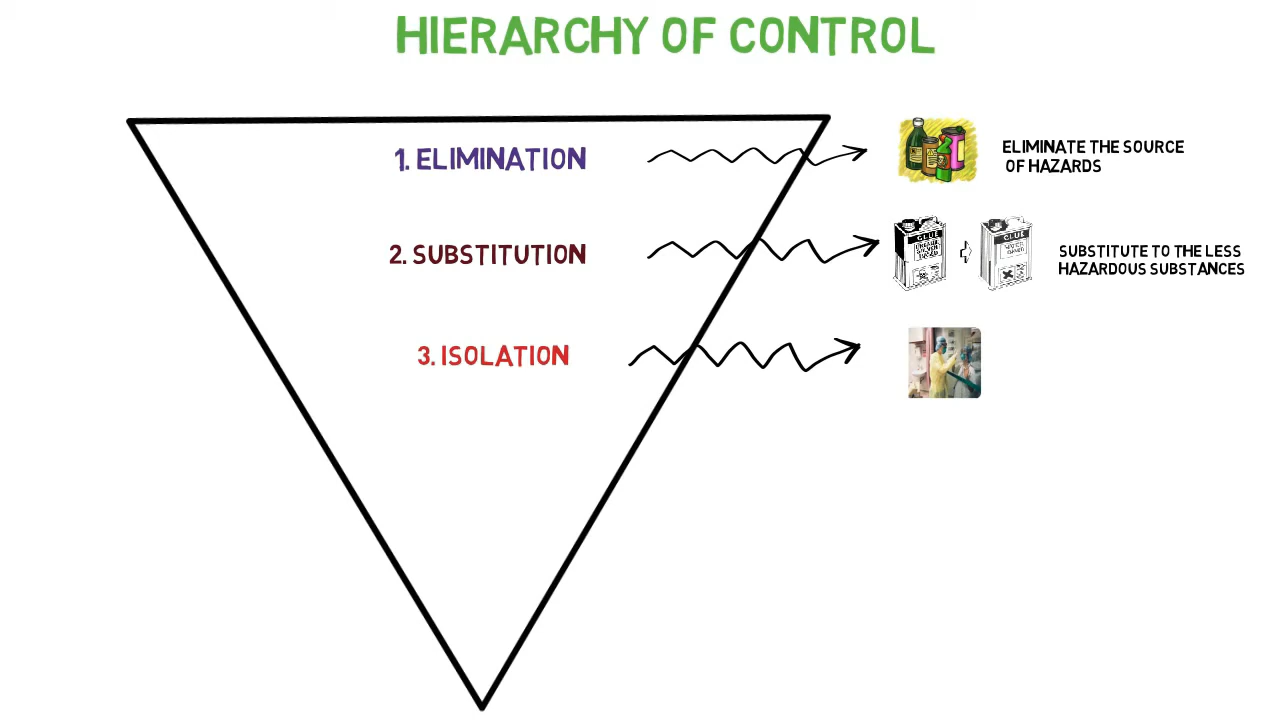 HIERARCHY OF CONTROL
1. ELIMINATION
ELIMINATE THE SOURCE
OF HAZARDS
2. SUBSTITUTION
GLUE
GLUE
SUBSTITUTE TO THE LESS
HAZARDOUS SUBSTANCES
3. ISOLATION